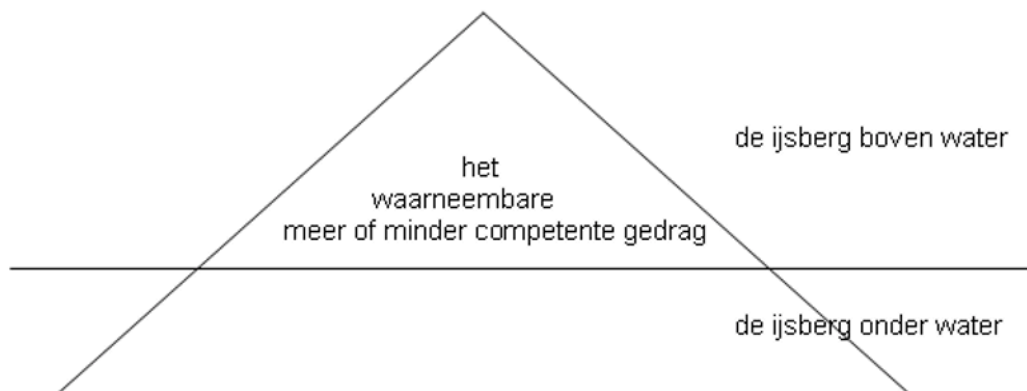 de ijsberg boven water
het
waarneembare
meer of minder competente gedrag
de ijsberg onder water